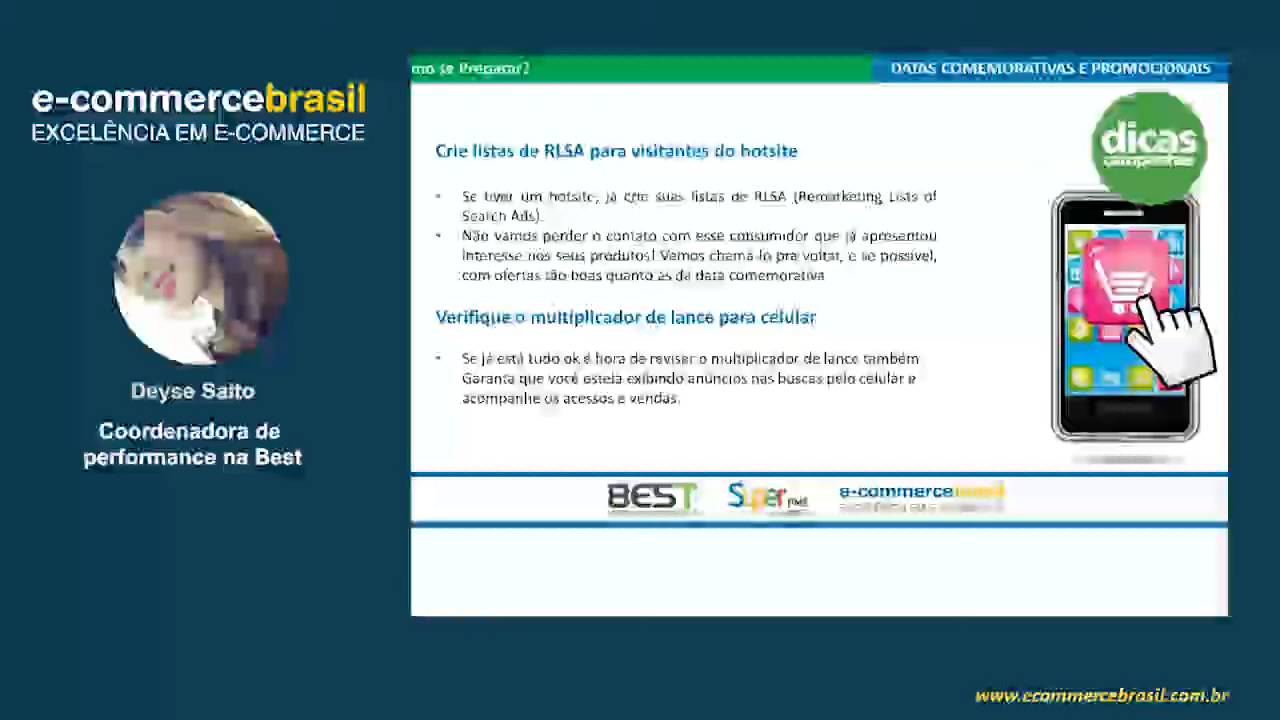 e-commercebrasil
EXCELÊNCIA EM E-COMMERCE
Deyse Saito
Coordenadora de
performance na Best
mo se Preparar?
DATAS COMEMORATIVAS E PROMOCIONAIS
dicas
Crie listas de RLSA para visitantes do hotsite
• Se tiver um hotsite, já crie suas listas de RLSA (Remarketing Lists of
Search Ads).
• Não vamos perder o contato com esse consumidor que já apresentou
interesse nos seus produtos! Vamos chamá-lo pra voltar, e se possível,
com ofertas tão boas quanto as da data comemorativa
Verifique o multiplicador de lance para celular
• Se já está tudo ok é hora de revisar o multiplicador de lance também
Garanta que você esteja exibindo anúncios nas buscas pelo celular e
acompanhe os acessos e vendas.
BEST
Super
e-commercebrasil
www.ecommercebrasil.com.br